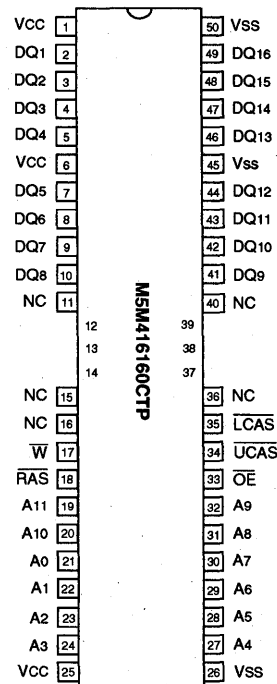 VCC 1 50 VSS
DQ1 2 49 DQ16
DQ2 3 48 DQ15
DQ3 4 47 DQ14
DQ4 5 46 DQ13
VCC 6 45 Vss
DQ5 7 44 DQ12
DQ6 8 43 DQ11
DQ7 9 42 DQ10
DQ8 10 41 DQ9
NC 11 40 NC
12 39
13 38
14 37
M5M416160CTP
NC 15 36 NC
NC 16 35 LCAS
W 17 34 UCAS
RAS 18 33 OE
A11 19 32 A9
A10 20 31 A8
A0 21 30 A7
A1 22 29 A6
A2 23 28 A5
A3 24 27 A4
VCC 25 26 VSS